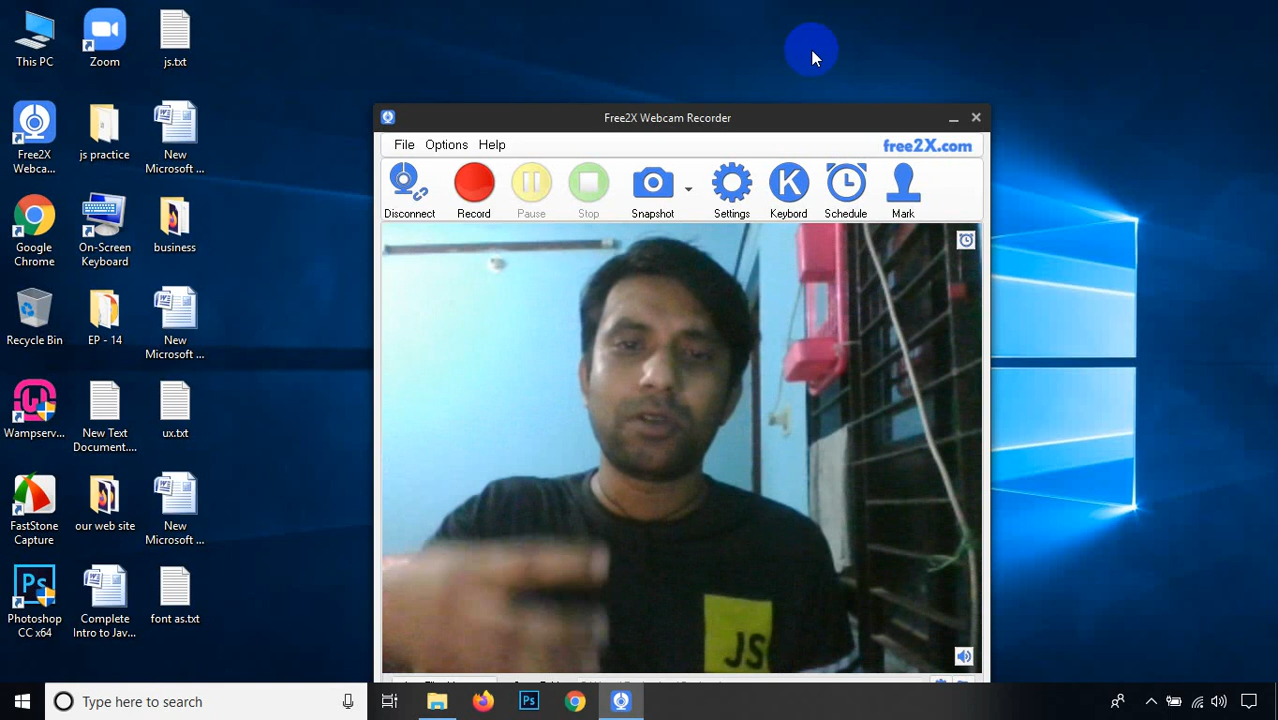 This PC
Zoom
js.txt
Free2X
Webca...
js practice
New
Microsoft ...
Google
Chrome
On-Screen
Keyboard
business
Recycle Bin
EP - 14
New
Microsoft ...
Wampserv...
New Text
Document....
ux.txt
FastStone
Capture
our web site
New
Microsoft ...
Ps
Photoshop
CC x64
Complete
Intro to Jav...
font as.txt
Free2X Webcam Recorder
File
Options
Help
free2X.com
K
Disconnect
Record
Pause
Stop
Snapshot
Settings
Keybord
Schedule
Mark
JS
Type here to search
Ps